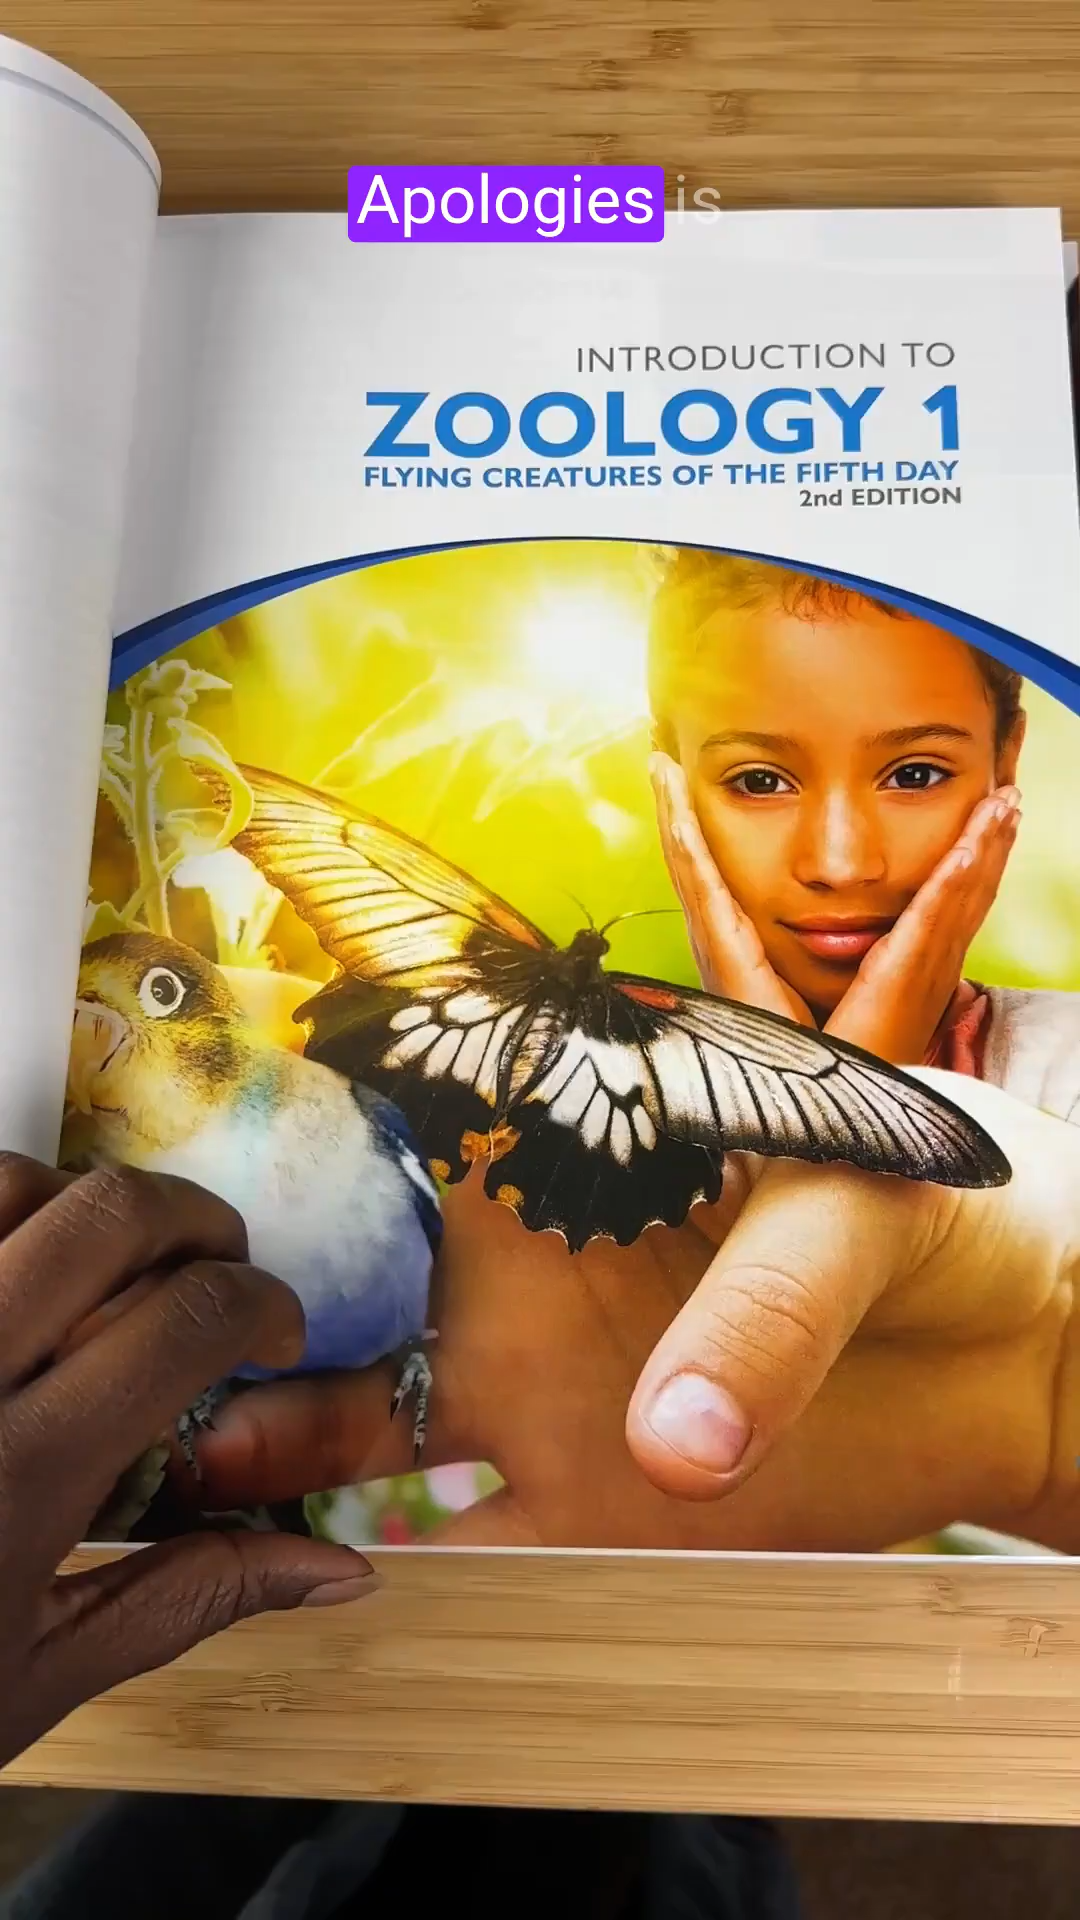 Apologies is
INTRODUCTION TO
ZOOLOGY 1
FLYING CREATURES OF THE FIFTH DAY
2nd EDITION